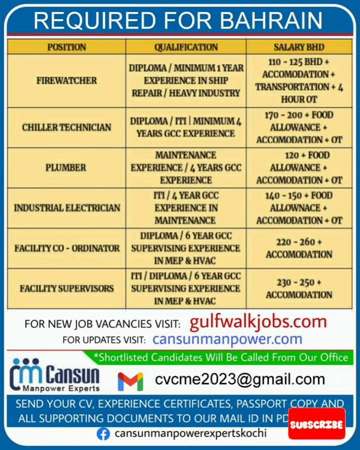 REQUIRED FOR BAHRAIN
POSITION QUALIFICATION SALARY BHD
FIREWATCHER
DIPLOMA / MINIMUM 1 YEAR
EXPERIENCE IN SHIP
REPAIR / HEAVY INDUSTRY
110 - 125 BHD +
ACCOMODATION +
TRANSPORTATION + 4
HOUR OT
CHILLER TECHNICIAN
DIPLOMA / ITI | MINIMUM 4
YEARS GCC EXPERIENCE
170 - 200 + FOOD
ALLOWANCE +
ACCOMODATION + OT
PLUMBER
MAINTENANCE
EXPERIENCE / 4 YEARS GCC
EXPERIENCE
120 + FOOD
ALLOWANCE +
ACCOMODATION + OT
INDUSTRIAL ELECTRICIAN
ITI / 4 YEAR GCC
EXPERIENCE IN
MAINTENANCE
140 - 150 + FOOD
ALLOWNACE +
ACCOMODATION + OT
FACILITY CO - ORDINATOR
DIPLOMA / 6 YEAR GCC
SUPERVISING EXPERIENCE
IN MEP & HVAC
220 - 260 +
ACCOMODATION
FACILITY SUPERVISORS
ITI / DIPLOMA / 6 YEAR GCC
SUPERVISING EXPERIENCE
IN MEP & HVAC
230 - 250 +
ACCOMODATION
FOR NEW JOB VACANCIES VISIT: gulfwalkjobs.com
FOR UPDATES VISIT: cansunmanpower.com
*Shortlisted Candidates Will Be Called From Our Office
Cansun
Manpower Experts
cvcme2023@gmail.com
SEND YOUR CV, EXPERIENCE CERTIFICATES, PASSPORT COPY AND
ALL SUPPORTING DOCUMENTS TO OUR MAIL ID IN
SUBSCRIBE
cansunmanpowerexpertskochi